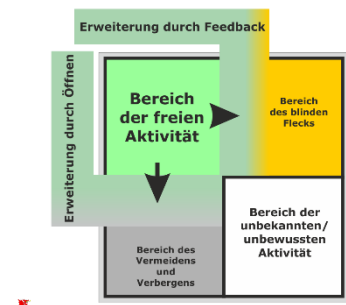 Erweiterung durch Feedback
Erweiterung durch Öffnen
Bereich
der freien
Aktivität
Bereich
des blinden
Flecks
Bereich des
Vermeidens
und
Verbergens
Bereich der
unbekannten/
unbewussten
Aktivität